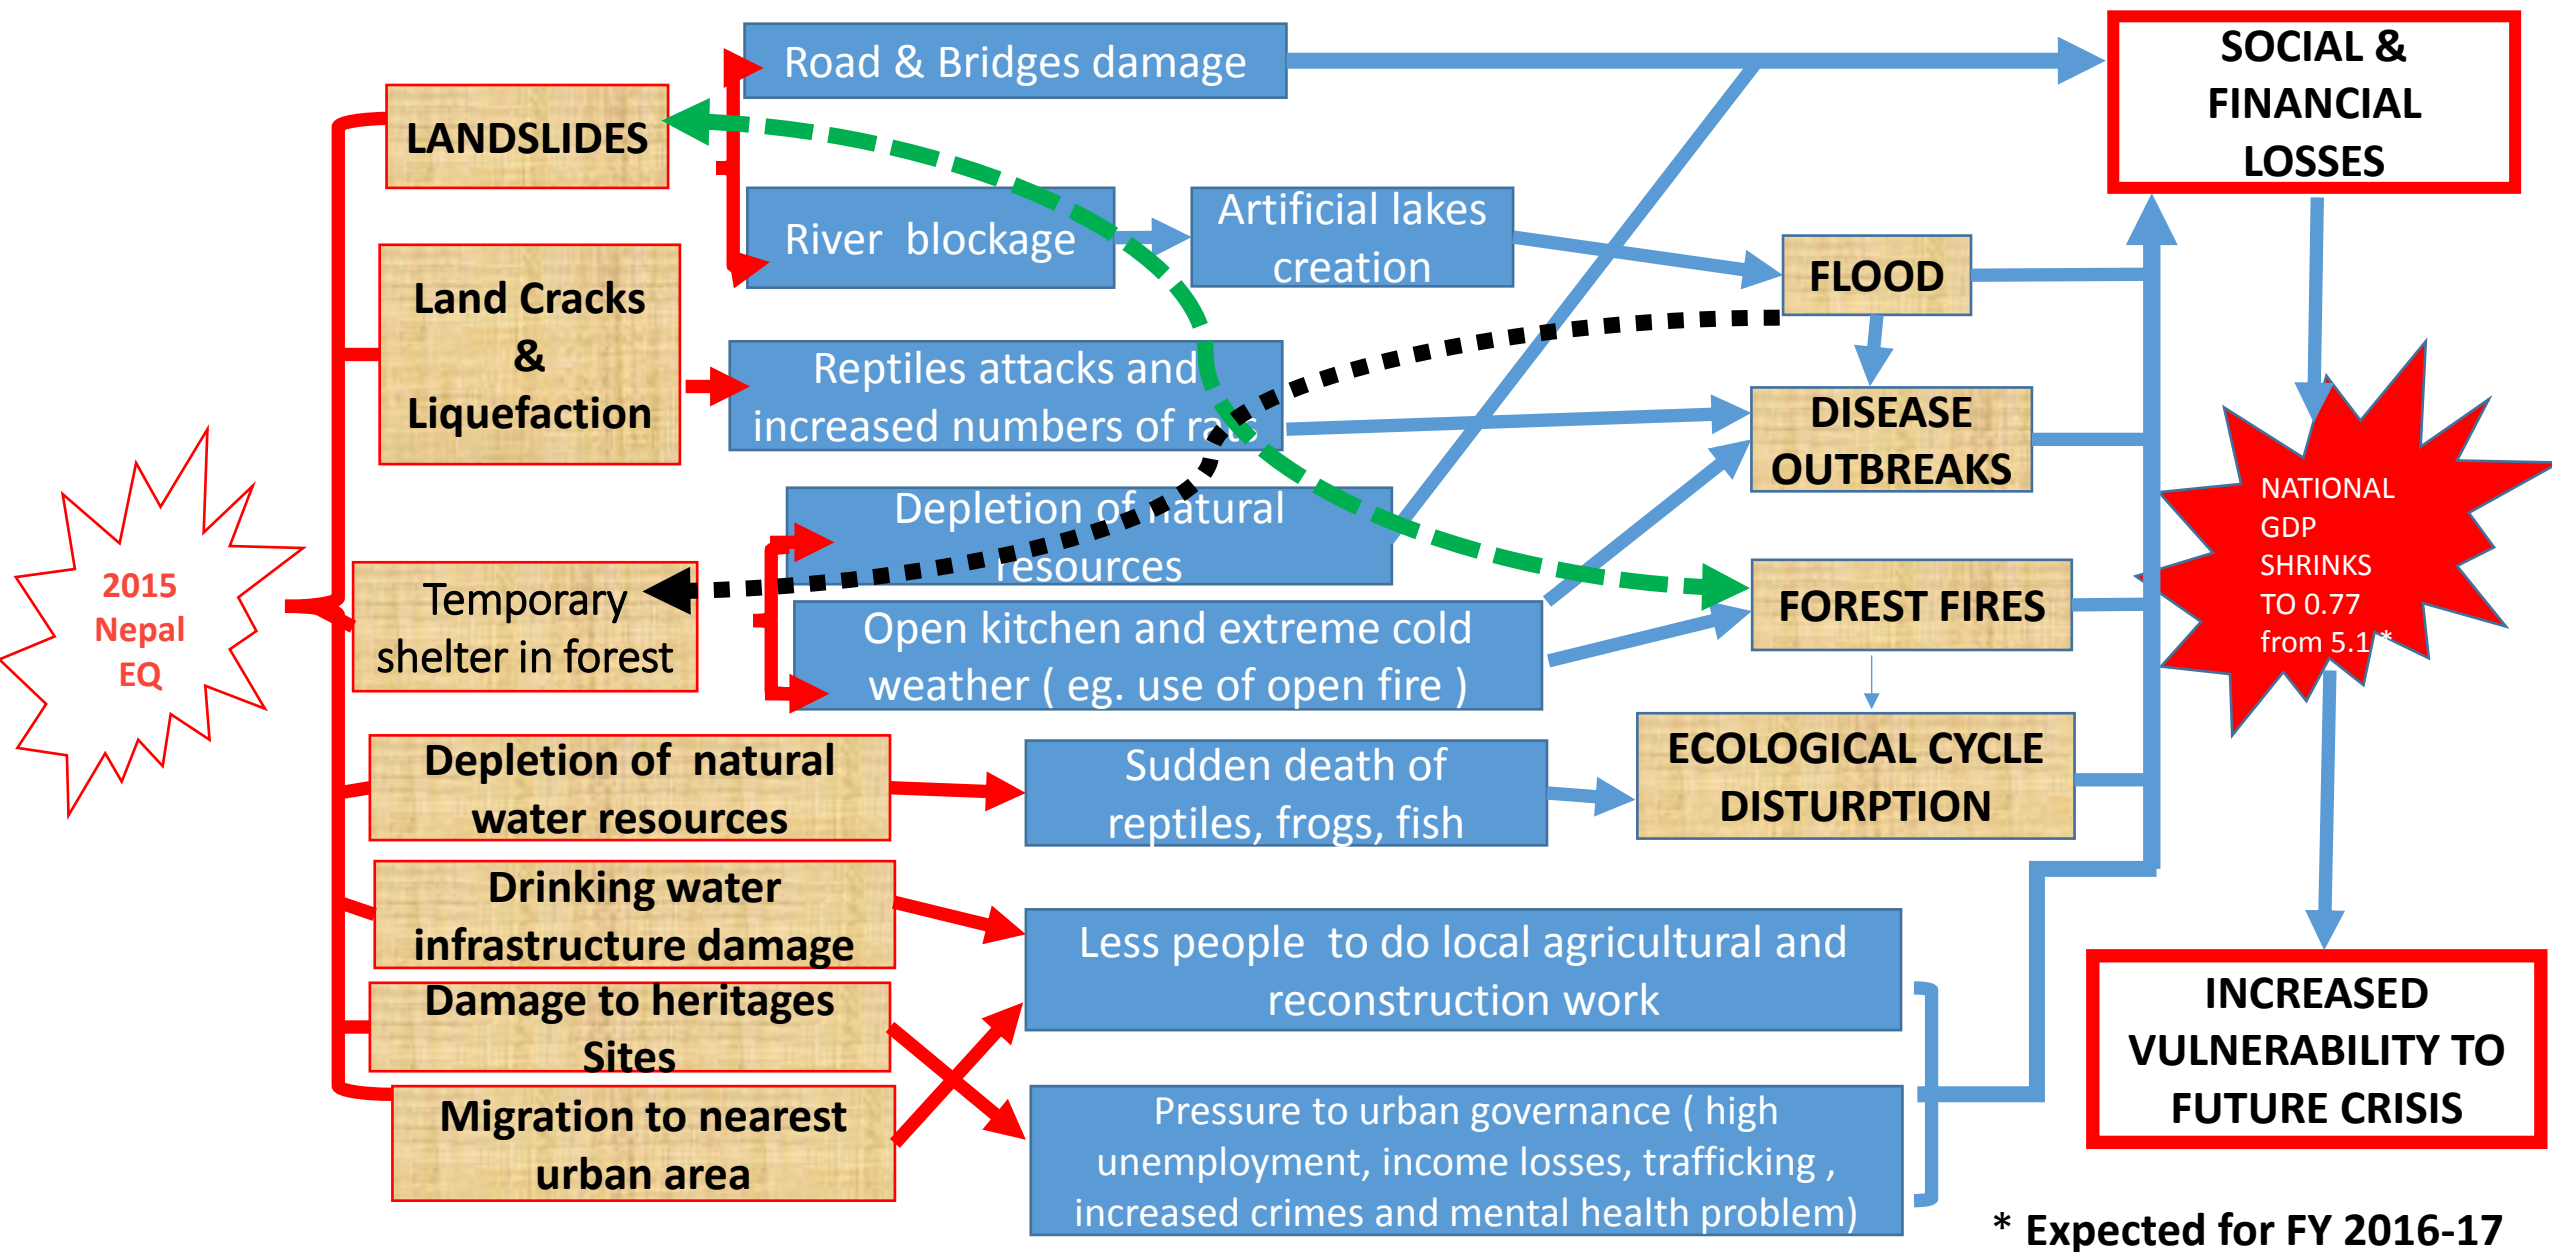 2015
Nepal
EQ
LANDSLIDES
Land Cracks
&
Liquefaction
Temporary
shelter in forest
Depletion of natural
water resources
Drinking water
infrastructure damage
Damage to heritages
Sites
Migration to nearest
urban area
Road & Bridges damage
River blockage
Artificial lakes
creation
Reptiles attacks and
increased numbers of rats
Depletion of natural
resources
Open kitchen and extreme cold
weather ( eg. use of open fire )
Sudden death of
reptiles, frogs, fish
Less people to do local agricultural and
reconstruction work
Pressure to urban governance ( high
unemployment, income losses, trafficking ,
increased crimes and mental health problem)
FLOOD
DISEASE
OUTBREAKS
FOREST FIRES
ECOLOGICAL CYCLE
DISTURPTION
SOCIAL &
FINANCIAL
LOSSES
NATIONAL
GDP
SHRINKS
TO 0.77
from 5.1 *
INCREASED
VULNERABILITY TO
FUTURE CRISIS
* Expected for FY 2016-17